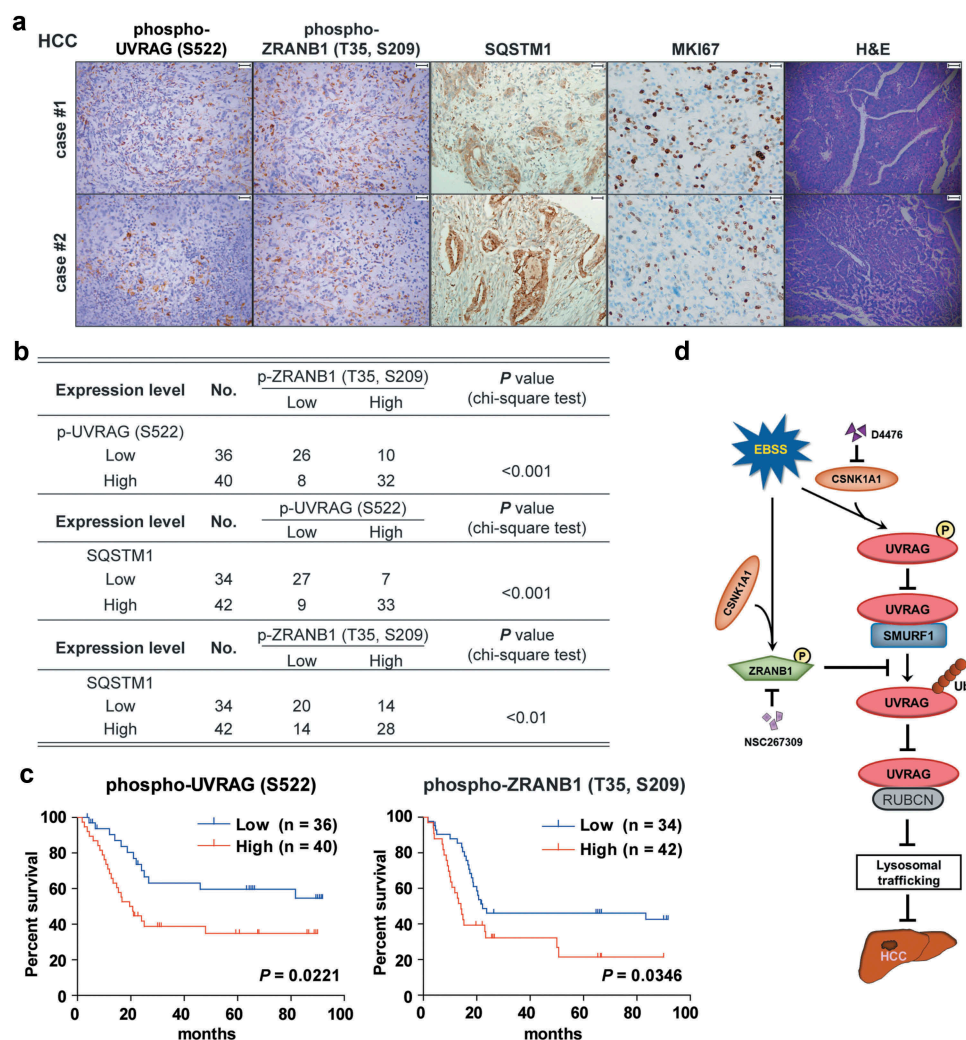 a
HCC
phospho-
UVRAG (S522)
phospho-
ZRANB1 (T35, S209)
SQSTM1
MKI67
H&E
case #1
case #2
b
Expression level No. p-ZRANB1 (T35, S209) P value
Low High (chi-square test)
p-UVRAG (S522)
Low 36 26 10
High 40 8 32
<0.001
Expression level No. p-UVRAG (S522) P value
Low High (chi-square test)
SQSTM1
Low 34 27 7
High 42 9 33
<0.001
Expression level No. p-ZRANB1 (T35, S209) P value
Low High (chi-square test)
SQSTM1
Low 34 20 14
High 42 14 28
<0.01
c
phospho-UVRAG (S522)
Percent survival
100
80
60
40
20
0
Low (n = 36)
High (n = 40)
P = 0.0221
0 20 40 60 80 100
months
phospho-ZRANB1 (T35, S209)
Percent survival
100
80
60
40
20
0
Low (n = 34)
High (n = 42)
P = 0.0346
0 20 40 60 80 100
months
d
EBSS
D4476
CSNK1A1
P
UVRAG
CSNK1A1
UVRAG
SMURF1
P
ZRANB1
Ub
UVRAG
NSC267309
UVRAG
RUBCN
Lysosomal
trafficking
HCC